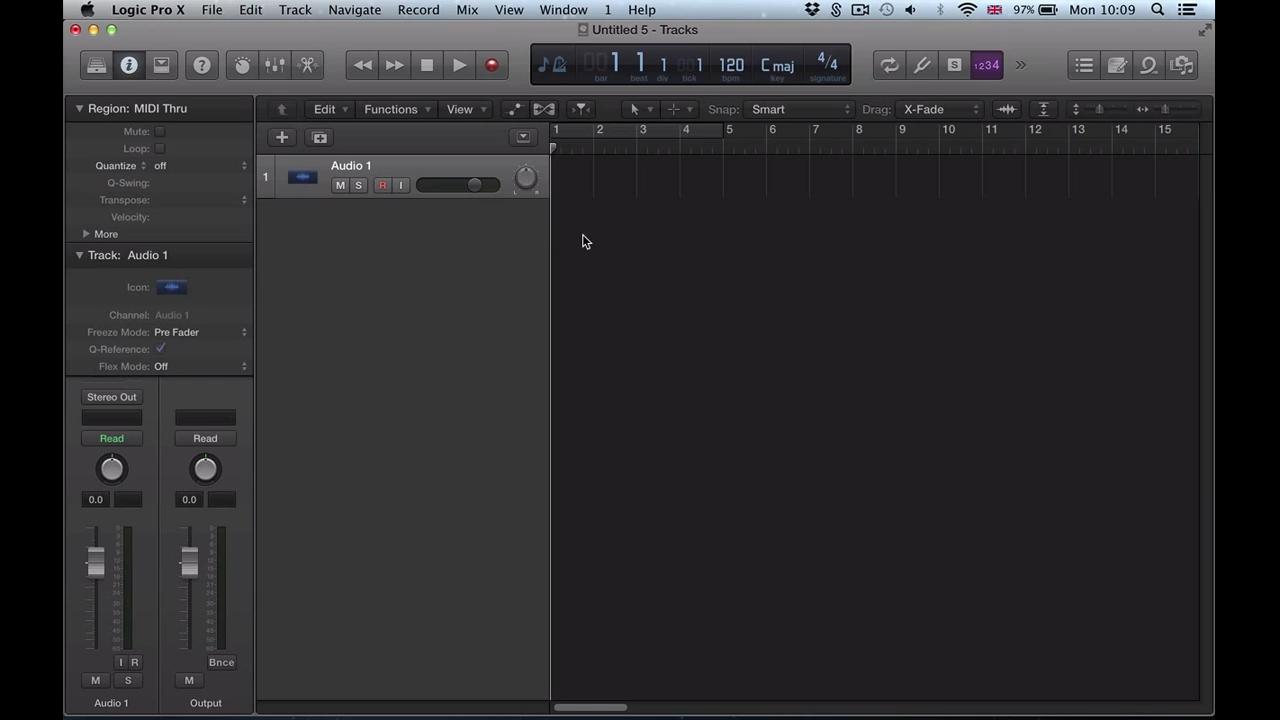 Logic Pro X File Edit Track Navigate Record Mix View Window 1 Help 97% Mon 10:09
Untitled 5 - Tracks
1 1 1 1 120 C maj 4/4
bar beat div tick bpm key signature
1234
Region: MIDI Thru
Edit Functions View Snap: Smart Drag: X-Fade
Mute:
Loop:
Quantize off
Q-Swing:
Transpose:
Velocity:
More
1 2 3 4 5 6 7 8 9 10 11 12 13 14 15
1 Audio 1
M S R I
L R
Track: Audio 1
Icon:
Channel: Audio 1
Freeze Mode: Pre Fader
Q-Reference:
Flex Mode: Off
Stereo Out
Read Read
0.0 0.0
I R Bnce
M S M
Audio 1 Output